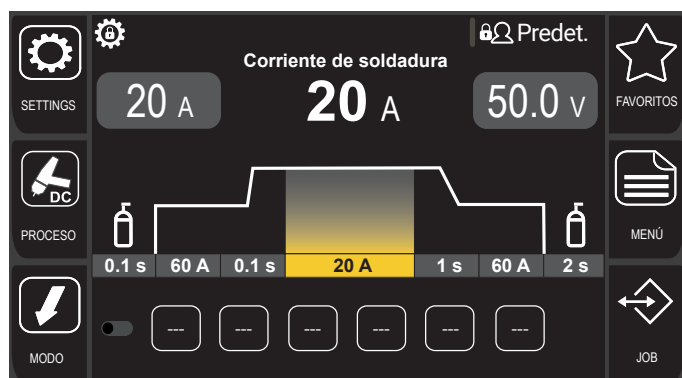 Predet.
Corriente de soldadura
20 A
20 A
50.0 V
SETTINGS
FAVORITOS
DC
PROCESO
MENÚ
0.1 s 60 A 0.1 s 20 A 1 s 60 A 2 s
--- --- --- --- --- ---
MODO
JOB